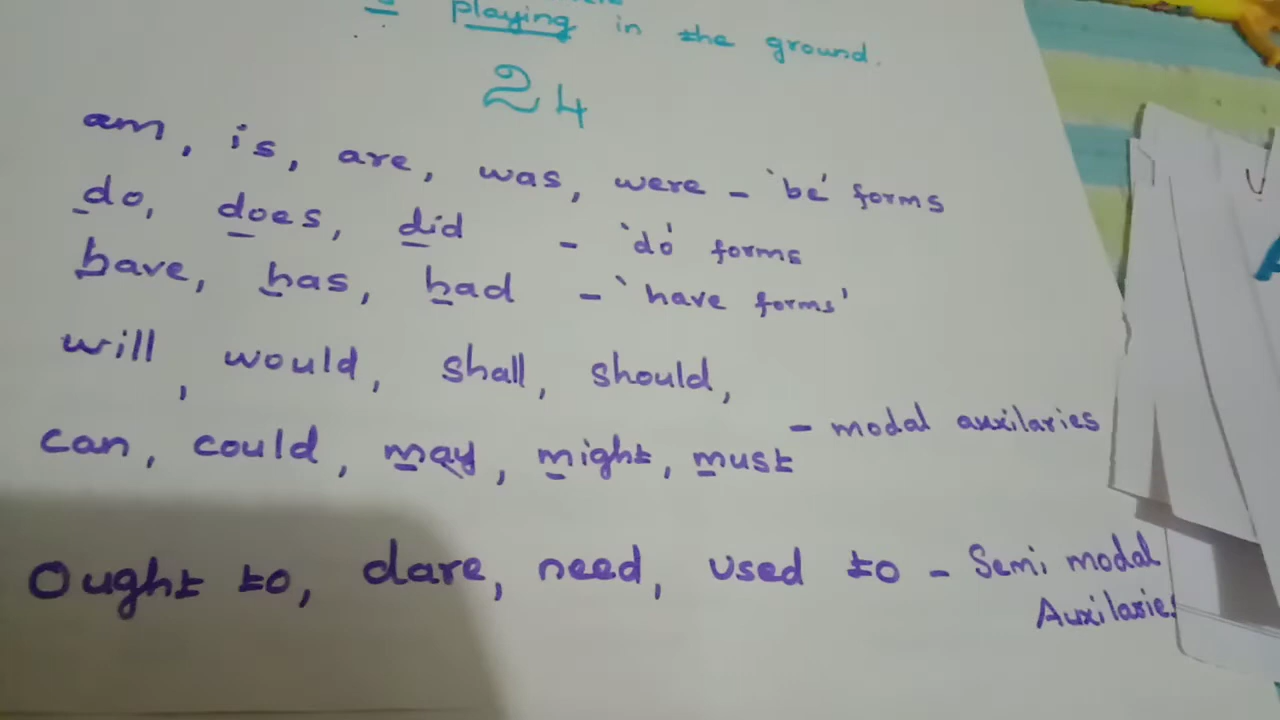 playing in the ground.
24
am, is, are, was, were - 'be' forms
do, does, did - 'do' forms
have, has, had - 'have forms'
will, would, shall, should,
can, could, may, might, must - modal auxilaries
Ought to, dare, need, used to - Semi modal
Auxilaries